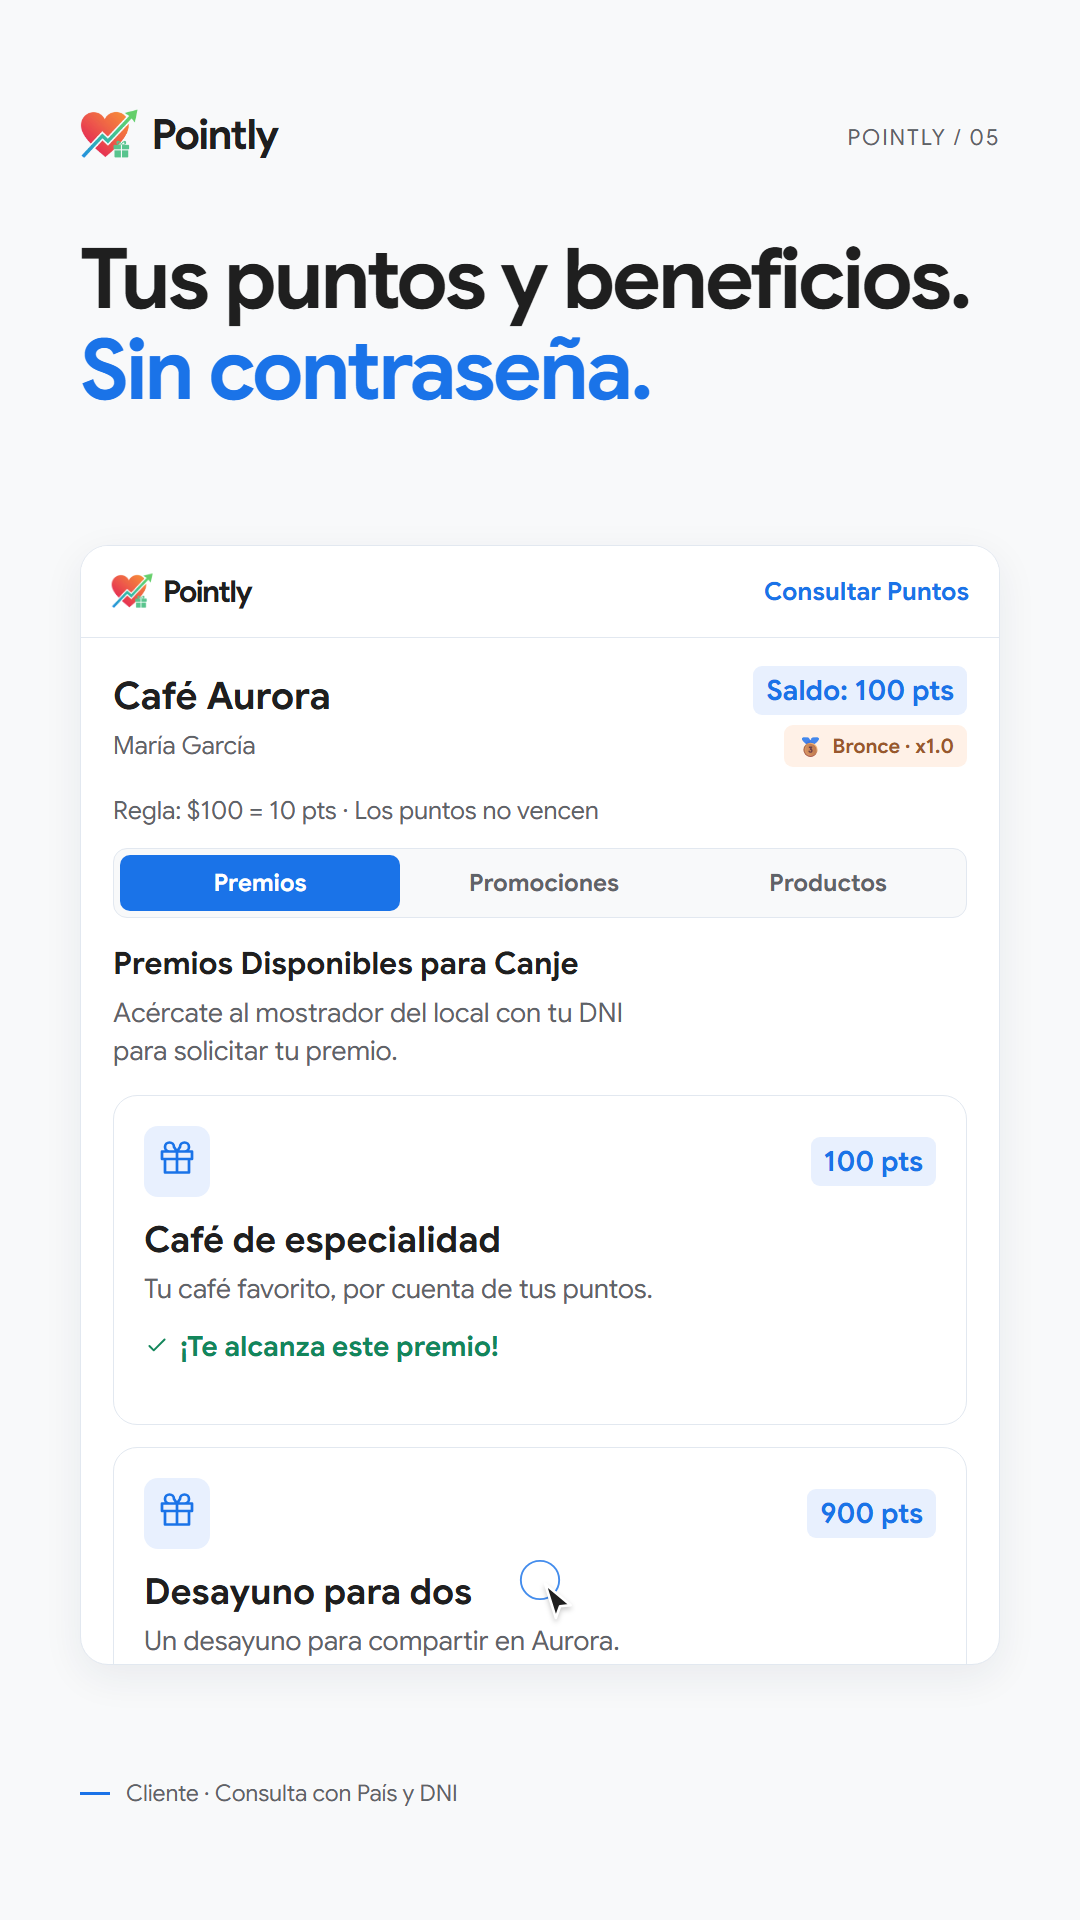 Pointly
POINTLY / 05
Tus puntos y beneficios.
Sin contraseña.
Pointly
Consultar Puntos
Café Aurora
Saldo: 100 pts
María García
3
Bronce · x1.0
Regla: $100 = 10 pts · Los puntos no vencen
Premios
Promociones
Productos
Premios Disponibles para Canje
Acércate al mostrador del local con tu DNI
para solicitar tu premio.
100 pts
Café de especialidad
Tu café favorito, por cuenta de tus puntos.
¡Te alcanza este premio!
900 pts
Desayuno para dos
Un desayuno para compartir en Aurora.
Cliente · Consulta con País y DNI